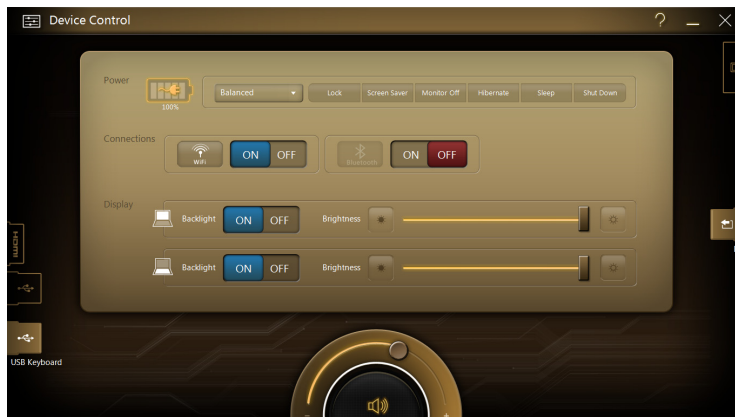 Device Control
?
Power
100%
Balanced
Lock
Screen Saver
Monitor Off
Hibernate
Sleep
Shut Down
Connections
WiFi
ON OFF
Bluetooth
ON OFF
Display
Backlight ON OFF Brightness
Backlight ON OFF Brightness
HDMI
USB Keyboard
- +